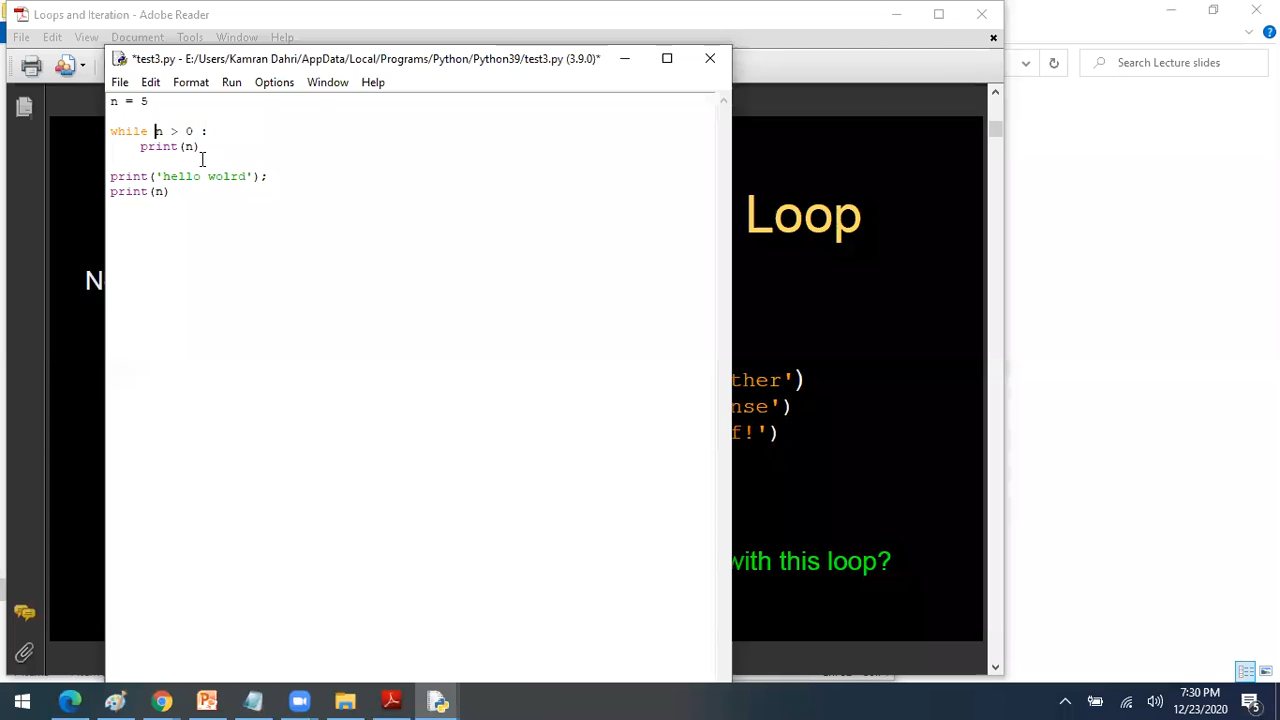 Loops and Iteration - Adobe Reader
File Edit View Document Tools Window Help
*test3.py - E:/Users/Kamran Dahri/AppData/Local/Programs/Python/Python39/test3.py (3.9.0)*
Search Lecture slides
File Edit Format Run Options Window Help
n = 5
while n > 0 :
print(n)
print('hello wolrd');
print(n)
Loop
N
ther')
nse')
f!')
with this loop?
7:30 PM
12/23/2020
5